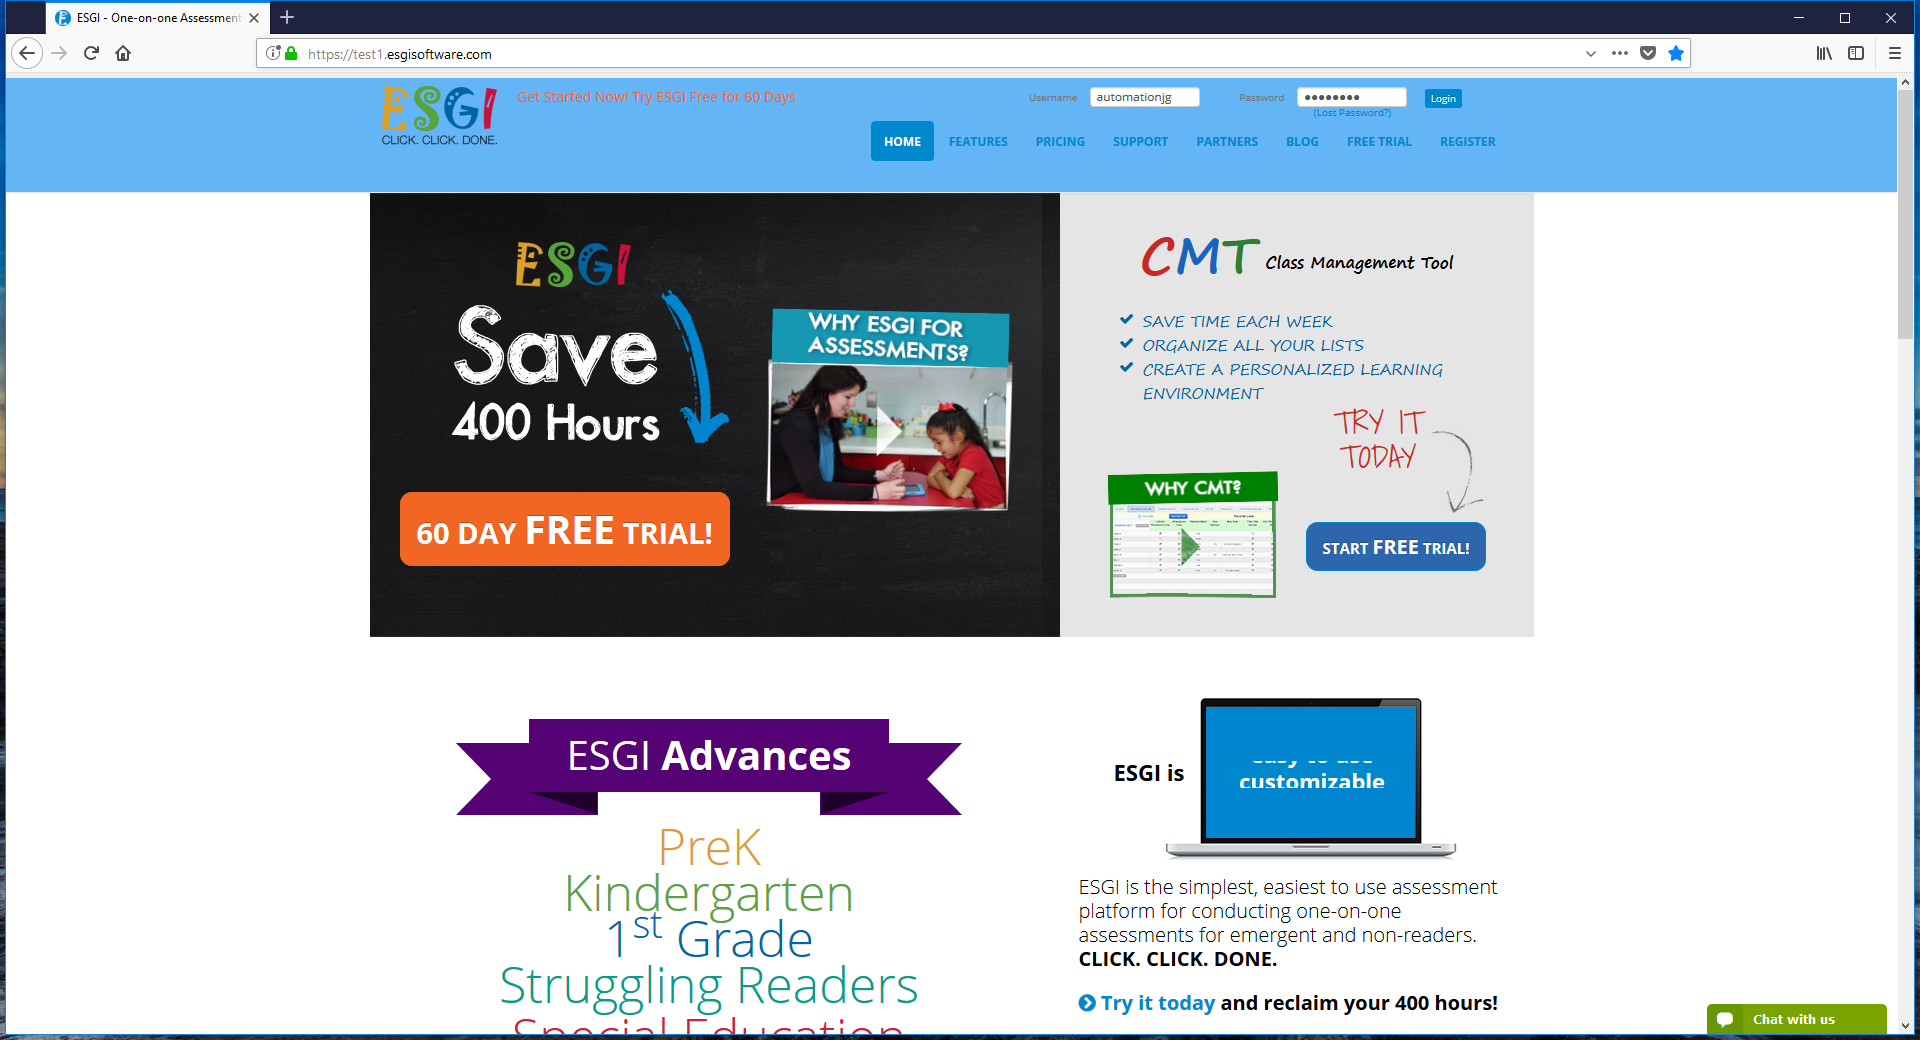 ESGI - One-on-one Assessment
https://test1.esgisoftware.com
ESGI
CLICK. CLICK. DONE.
Get Started Now! Try ESGI Free for 60 Days
Username automationjg Password ●●●●●●●● Login
(Lost Password?)
HOME FEATURES PRICING SUPPORT PARTNERS BLOG FREE TRIAL REGISTER
ESGI
Save
400 Hours
60 DAY FREE TRIAL!
WHY ESGI FOR
ASSESSMENTS?
CMT Class Management Tool
SAVE TIME EACH WEEK
ORGANIZE ALL YOUR LISTS
CREATE A PERSONALIZED LEARNING
ENVIRONMENT
TRY IT
TODAY
WHY CMT?
START FREE TRIAL!
ESGI Advances
PreK
Kindergarten
1st Grade
Struggling Readers
Special Education
ESGI is
easy to use
customizable
ESGI is the simplest, easiest to use assessment
platform for conducting one-on-one
assessments for emergent and non-readers.
CLICK. CLICK. DONE.
Try it today and reclaim your 400 hours!
Chat with us